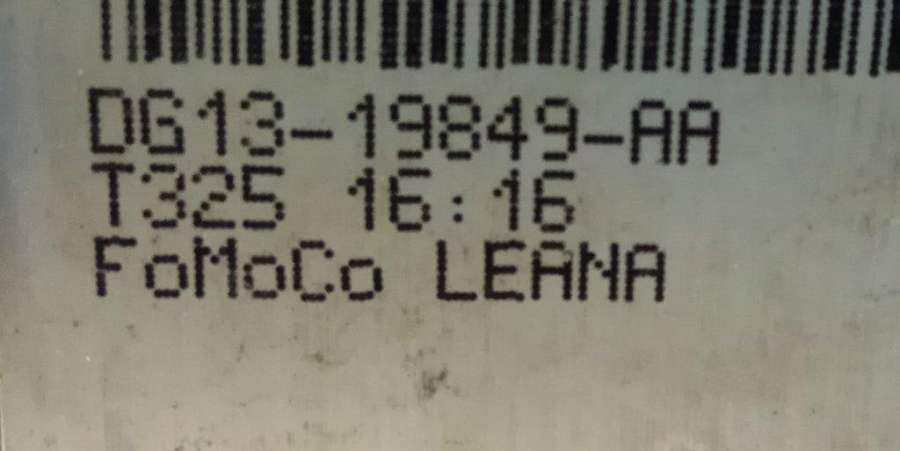 DG13-19849-AA
T325 16:16
FoMoCo LEANA